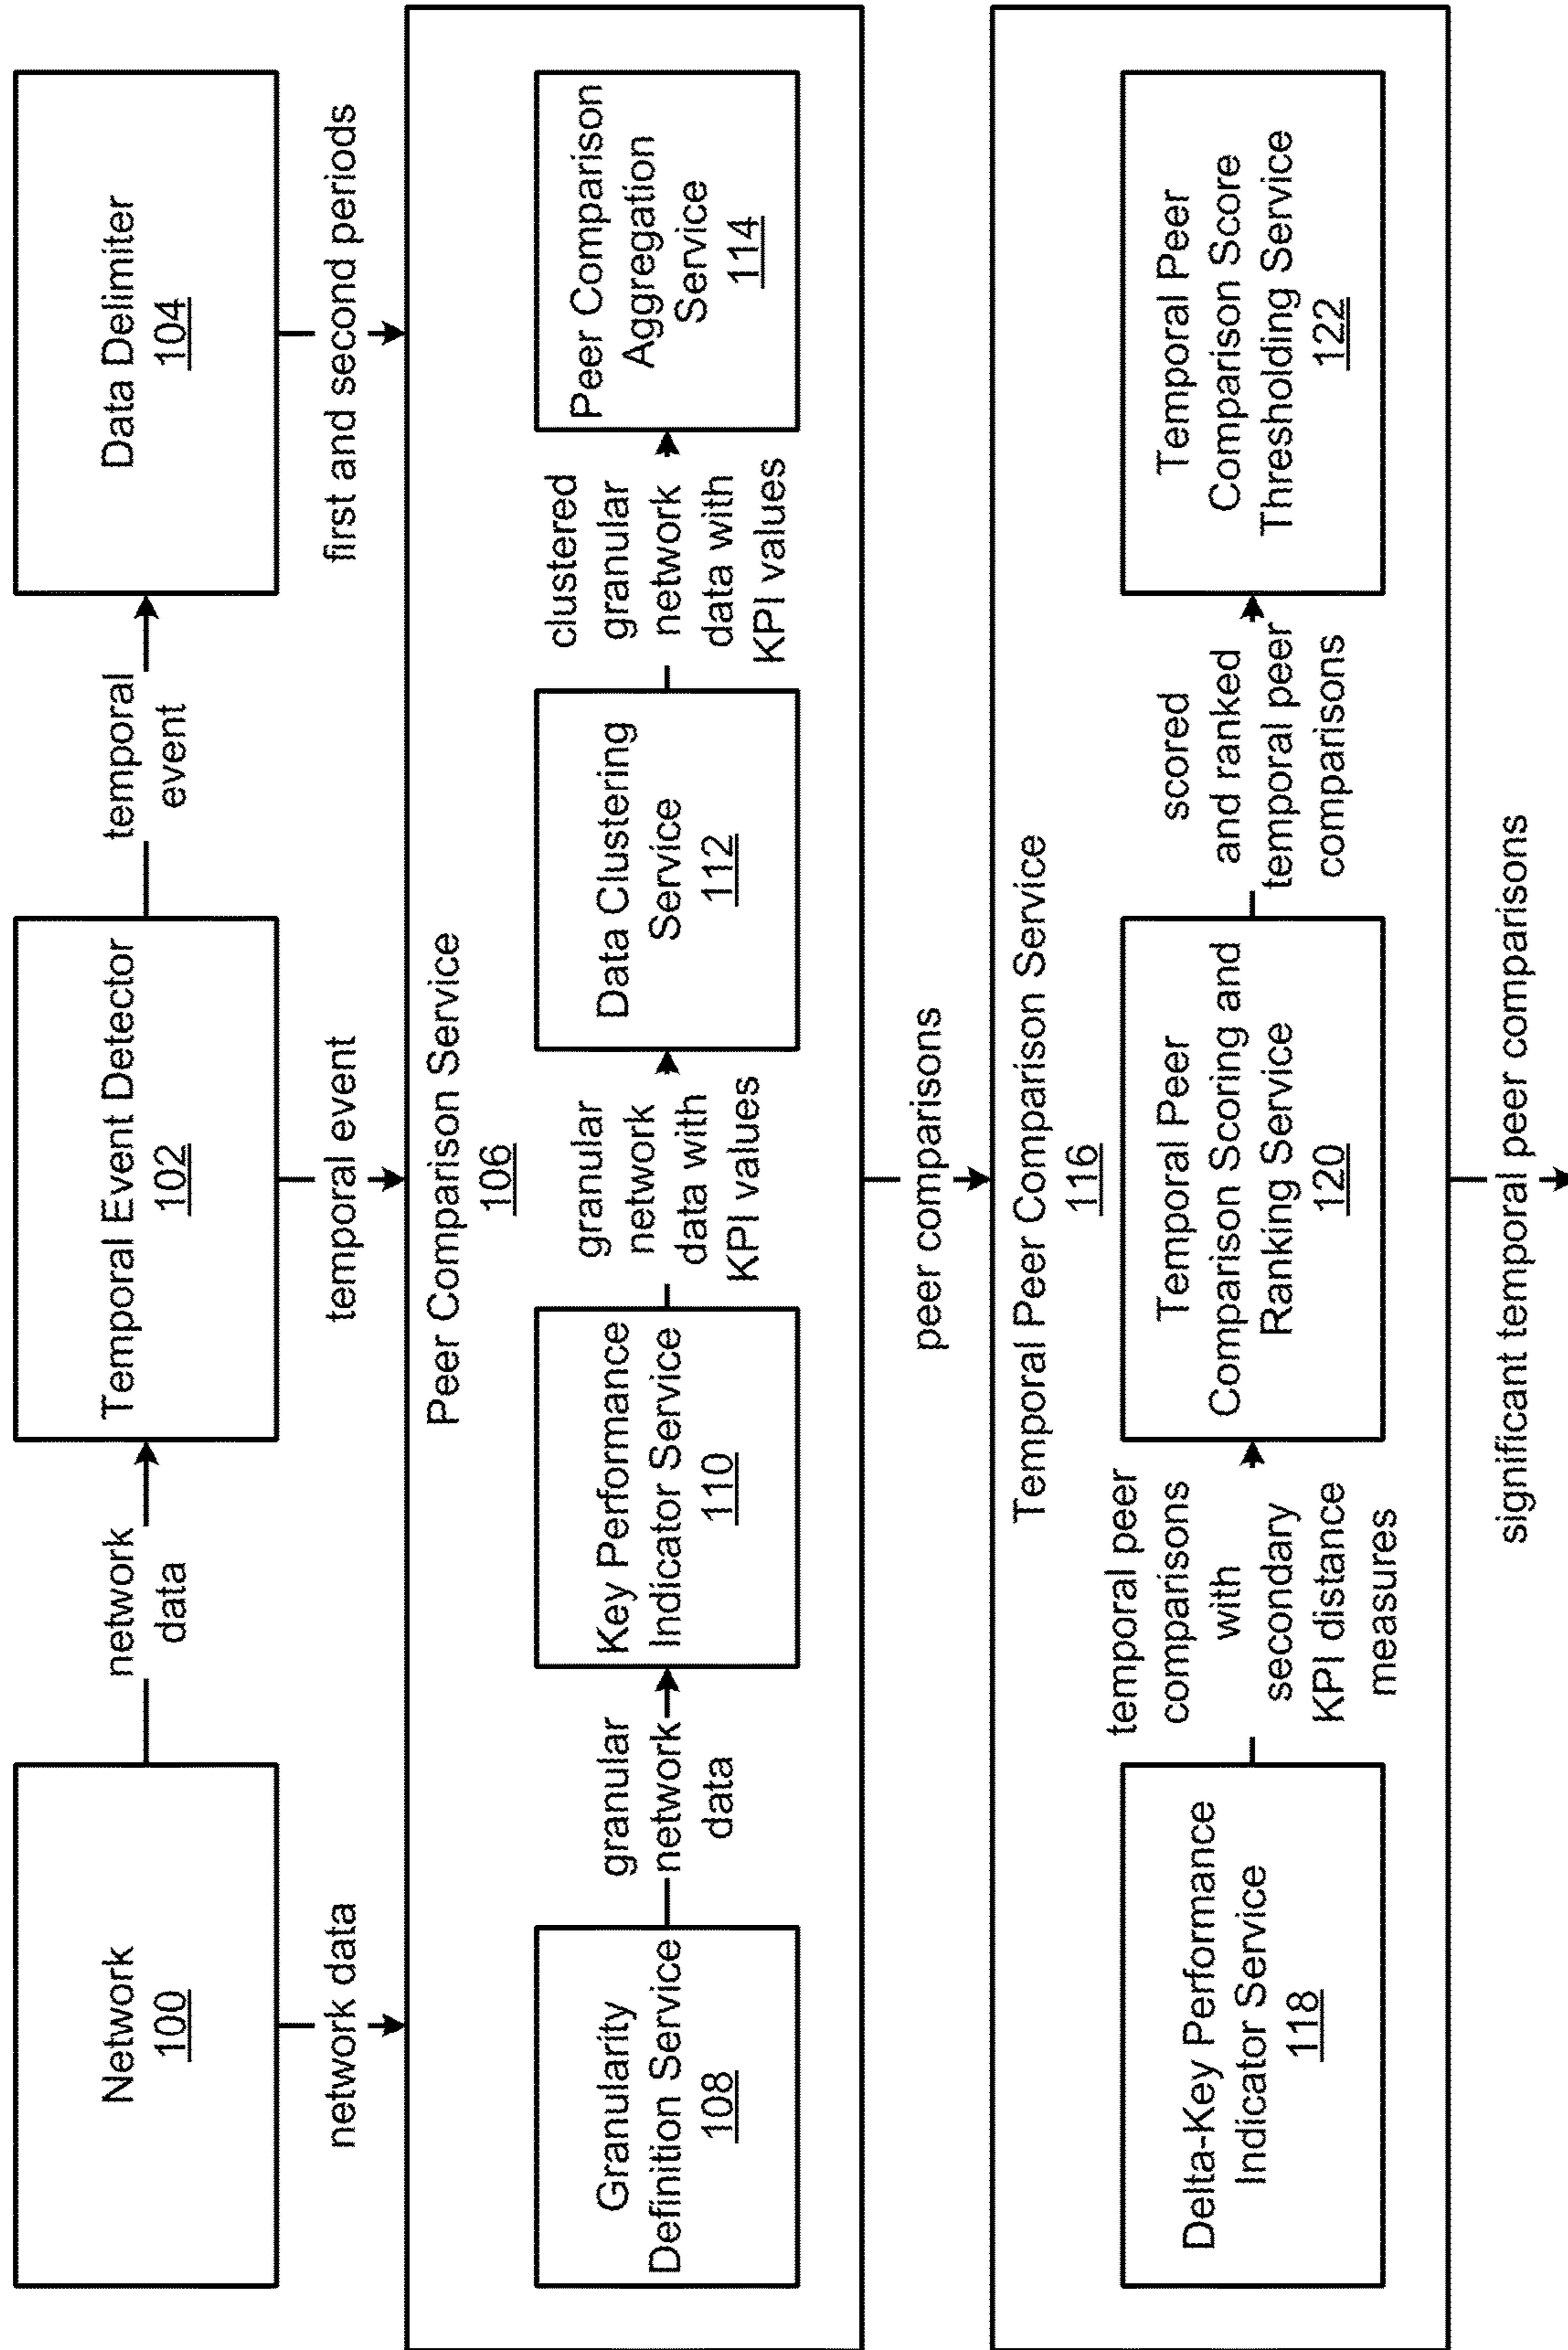 Network
100
network
data
Temporal Event Detector
102
temporal
event
Data Delimiter
104
network data
temporal event
first and second periods
Peer Comparison Service
106
Granularity
Definition Service
108
granular
network
data
Key Performance
Indicator Service
110
granular
network
data with
KPI values
Data Clustering
Service
112
clustered
granular
network
data with
KPI values
Peer Comparison
Aggregation
Service
114
peer comparisons
Temporal Peer Comparison Service
116
Delta-Key Performance
Indicator Service
118
temporal peer
comparisons
with
secondary
KPI distance
measures
Temporal Peer
Comparison Scoring and
Ranking Service
120
scored
and ranked
temporal peer
comparisons
Temporal Peer
Comparison Score
Thresholding Service
122
significant temporal peer comparisons